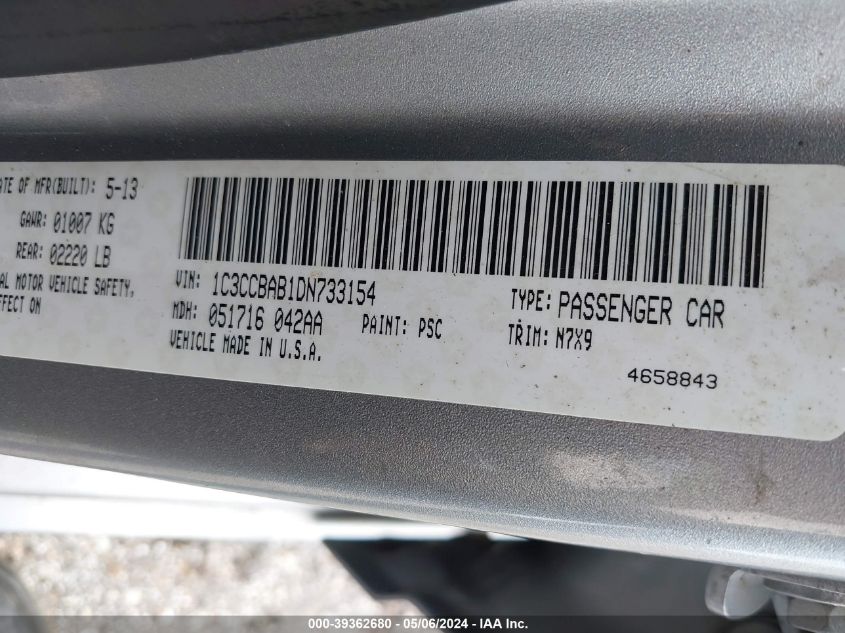 ATE OF MFR(BUILT): 5-13
GAWR: 01007 KG
REAR: 02220 LB
AL MOTOR VEHICLE SAFETY,
FFECT ON
VIN: 1C3CCBAB1DN733154
TYPE: PASSENGER CAR
MDH: 051716 042AA
PAINT: PSC
TRIM: N7X9
VEHICLE MADE IN U.S.A.
4658843
000-39362680 - 05/06/2024 - IAA Inc.